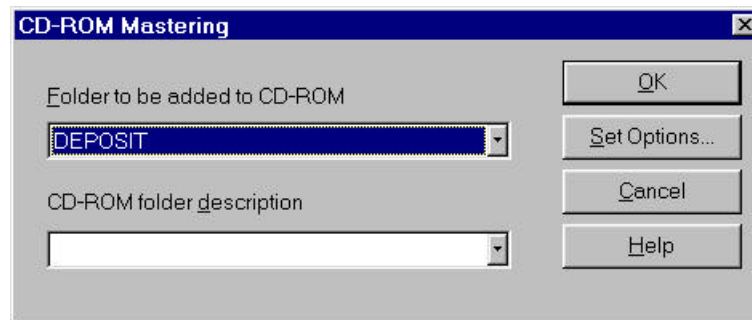 CD-ROM Mastering
Folder to be added to CD-ROM
DEPOSIT
CD-ROM folder description
OK
Set Options...
Cancel
Help